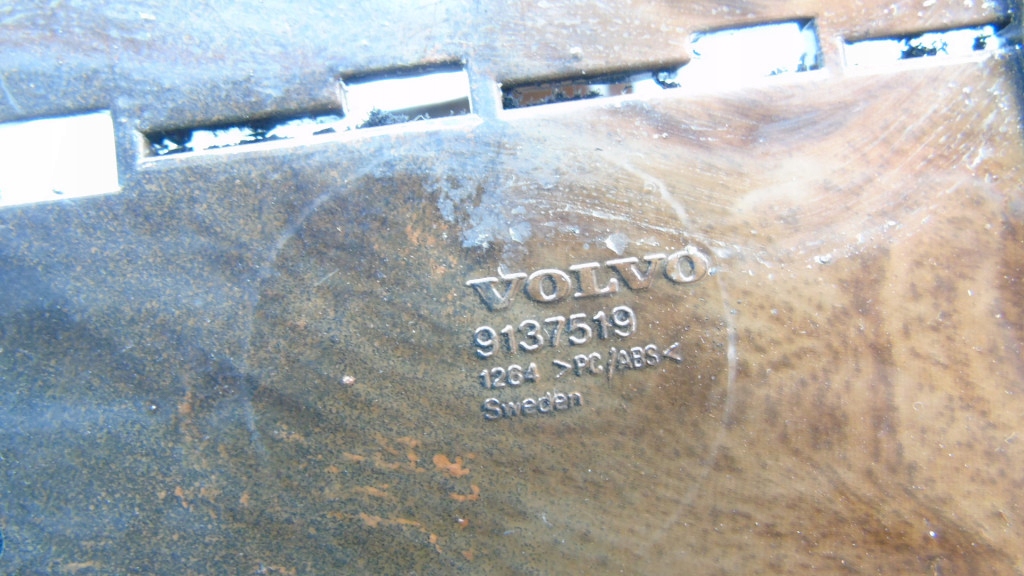 VOLVO
9137519
1264 >PC/ABS<
Sweden